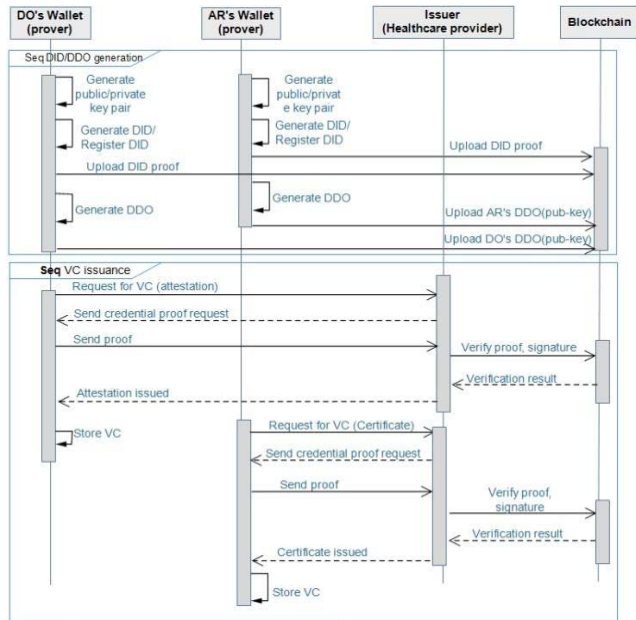 DO's Wallet
(prover)
AR's Wallet
(prover)
Issuer
(Healthcare provider)
Blockchain
Seq DID/DDO generation
Generate
public/private
key pair
Generate
public/privat
e key pair
Generate DID/
Register DID
Generate DID/
Register DID
Upload DID proof
Upload DID proof
Generate DDO
Generate DDO
Upload AR's DDO(pub-key)
Upload DO's DDO(pub-key)
Seq VC issuance
Request for VC (attestation)
Send credential proof request
Send proof
Verify proof, signature
Verification result
Attestation issued
Request for VC (Certificate)
Store VC
Send credential proof request
Send proof
Verify proof,
signature
Verification result
Certificate issued
Store VC